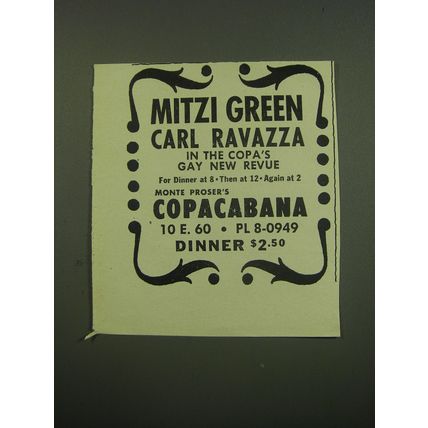 MITZI GREEN
CARL RAVAZZA
IN THE COPA'S
GAY NEW REVUE
For Dinner at 8 • Then at 12 • Again at 2
MONTE PROSER'S
COPACABANA
10 E. 60 • PL 8-0949
DINNER $2.50